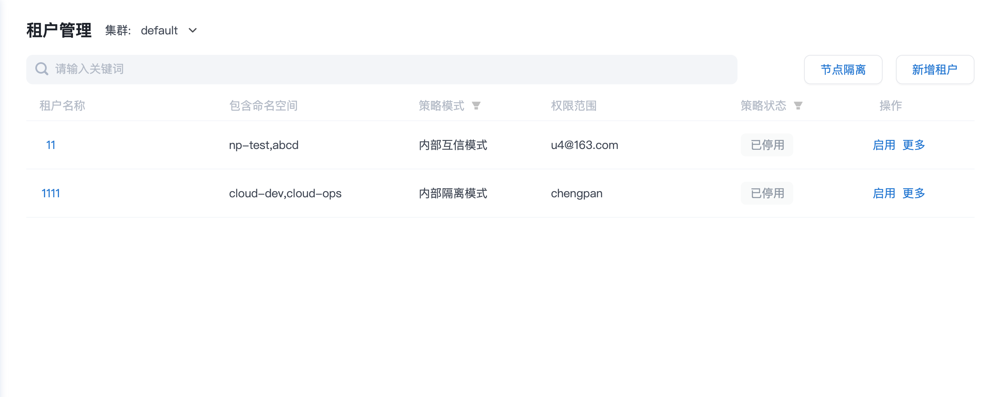 租户管理 集群: default
请输入关键词 节点隔离 新增租户
租户名称 包含命名空间 策略模式 权限范围 策略状态 操作
11 np-test,abcd 内部互信模式 u4@163.com 已停用 启用 更多
1111 cloud-dev,cloud-ops 内部隔离模式 chengpan 已停用 启用 更多